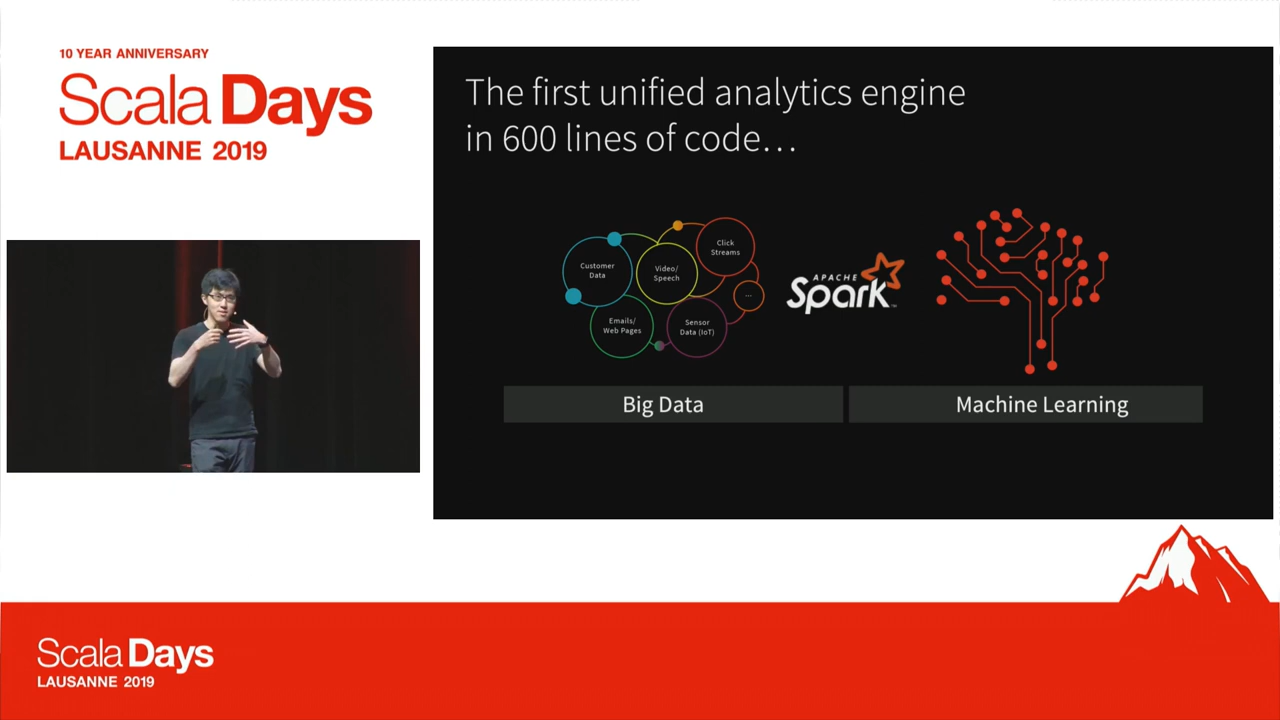 10 YEAR ANNIVERSARY
Scala Days
LAUSANNE 2019
The first unified analytics engine
in 600 lines of code…
Customer
Data
Video/
Speech
Click
Streams
...
Emails/
Web Pages
Sensor
Data (IoT)
APACHE
Spark™
Big Data
Machine Learning
Scala Days
LAUSANNE 2019